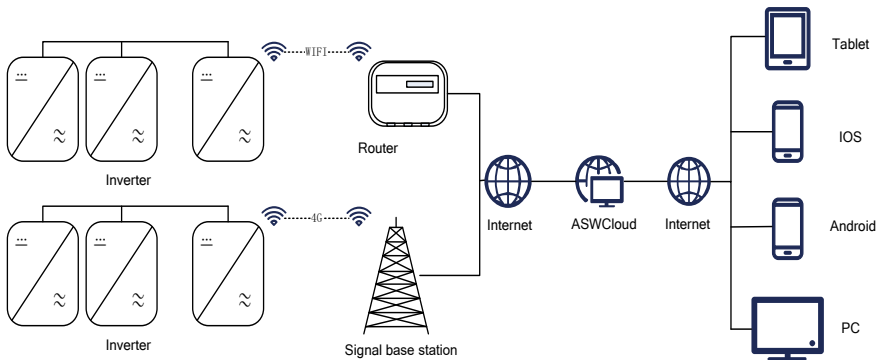 WIFI
Router
Inverter
4G
Inverter
Signal base station
Internet
ASWCloud
Internet
Tablet
IOS
Android
PC